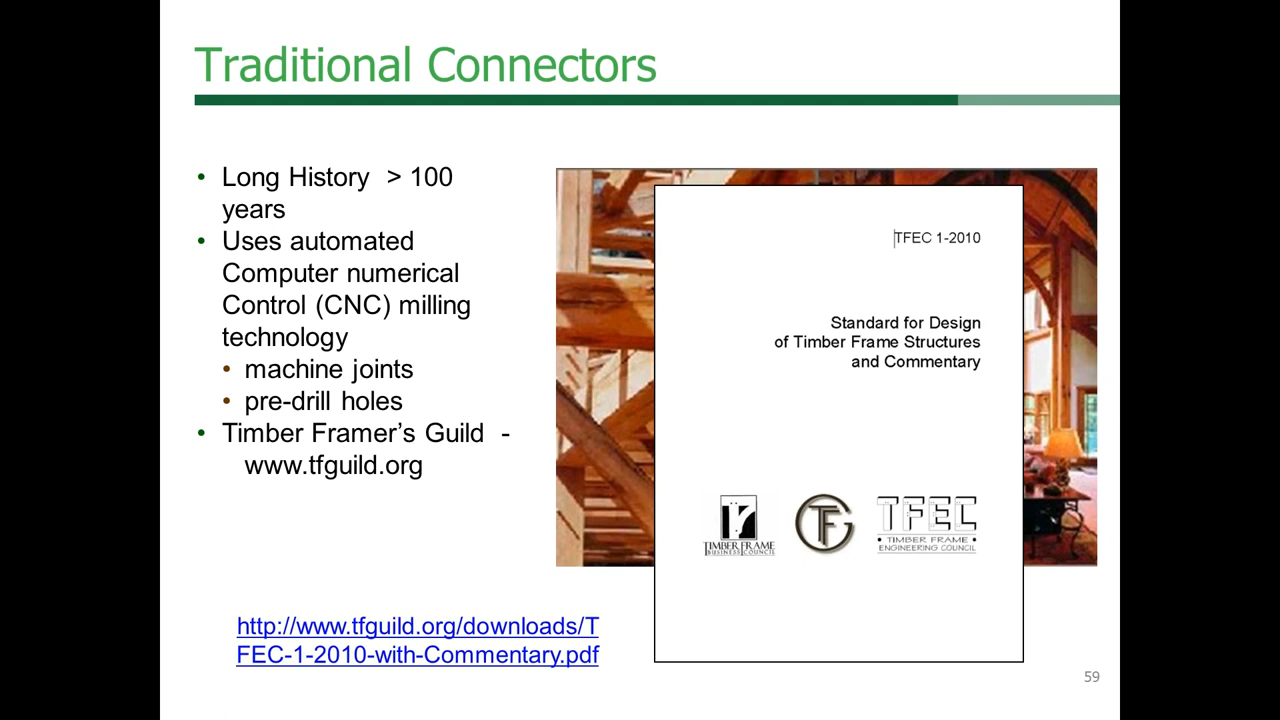 Traditional Connectors
• Long History > 100
years
• Uses automated
Computer numerical
Control (CNC) milling
technology
• machine joints
• pre-drill holes
• Timber Framer’s Guild -
www.tfguild.org
http://www.tfguild.org/downloads/T
FEC-1-2010-with-Commentary.pdf
TFEC 1-2010
Standard for Design
of Timber Frame Structures
and Commentary
TIMBER FRAME
BUSINESS COUNCIL
TFG
TFEC
• TIMBER FRAME •
ENGINEERING COUNCIL
59